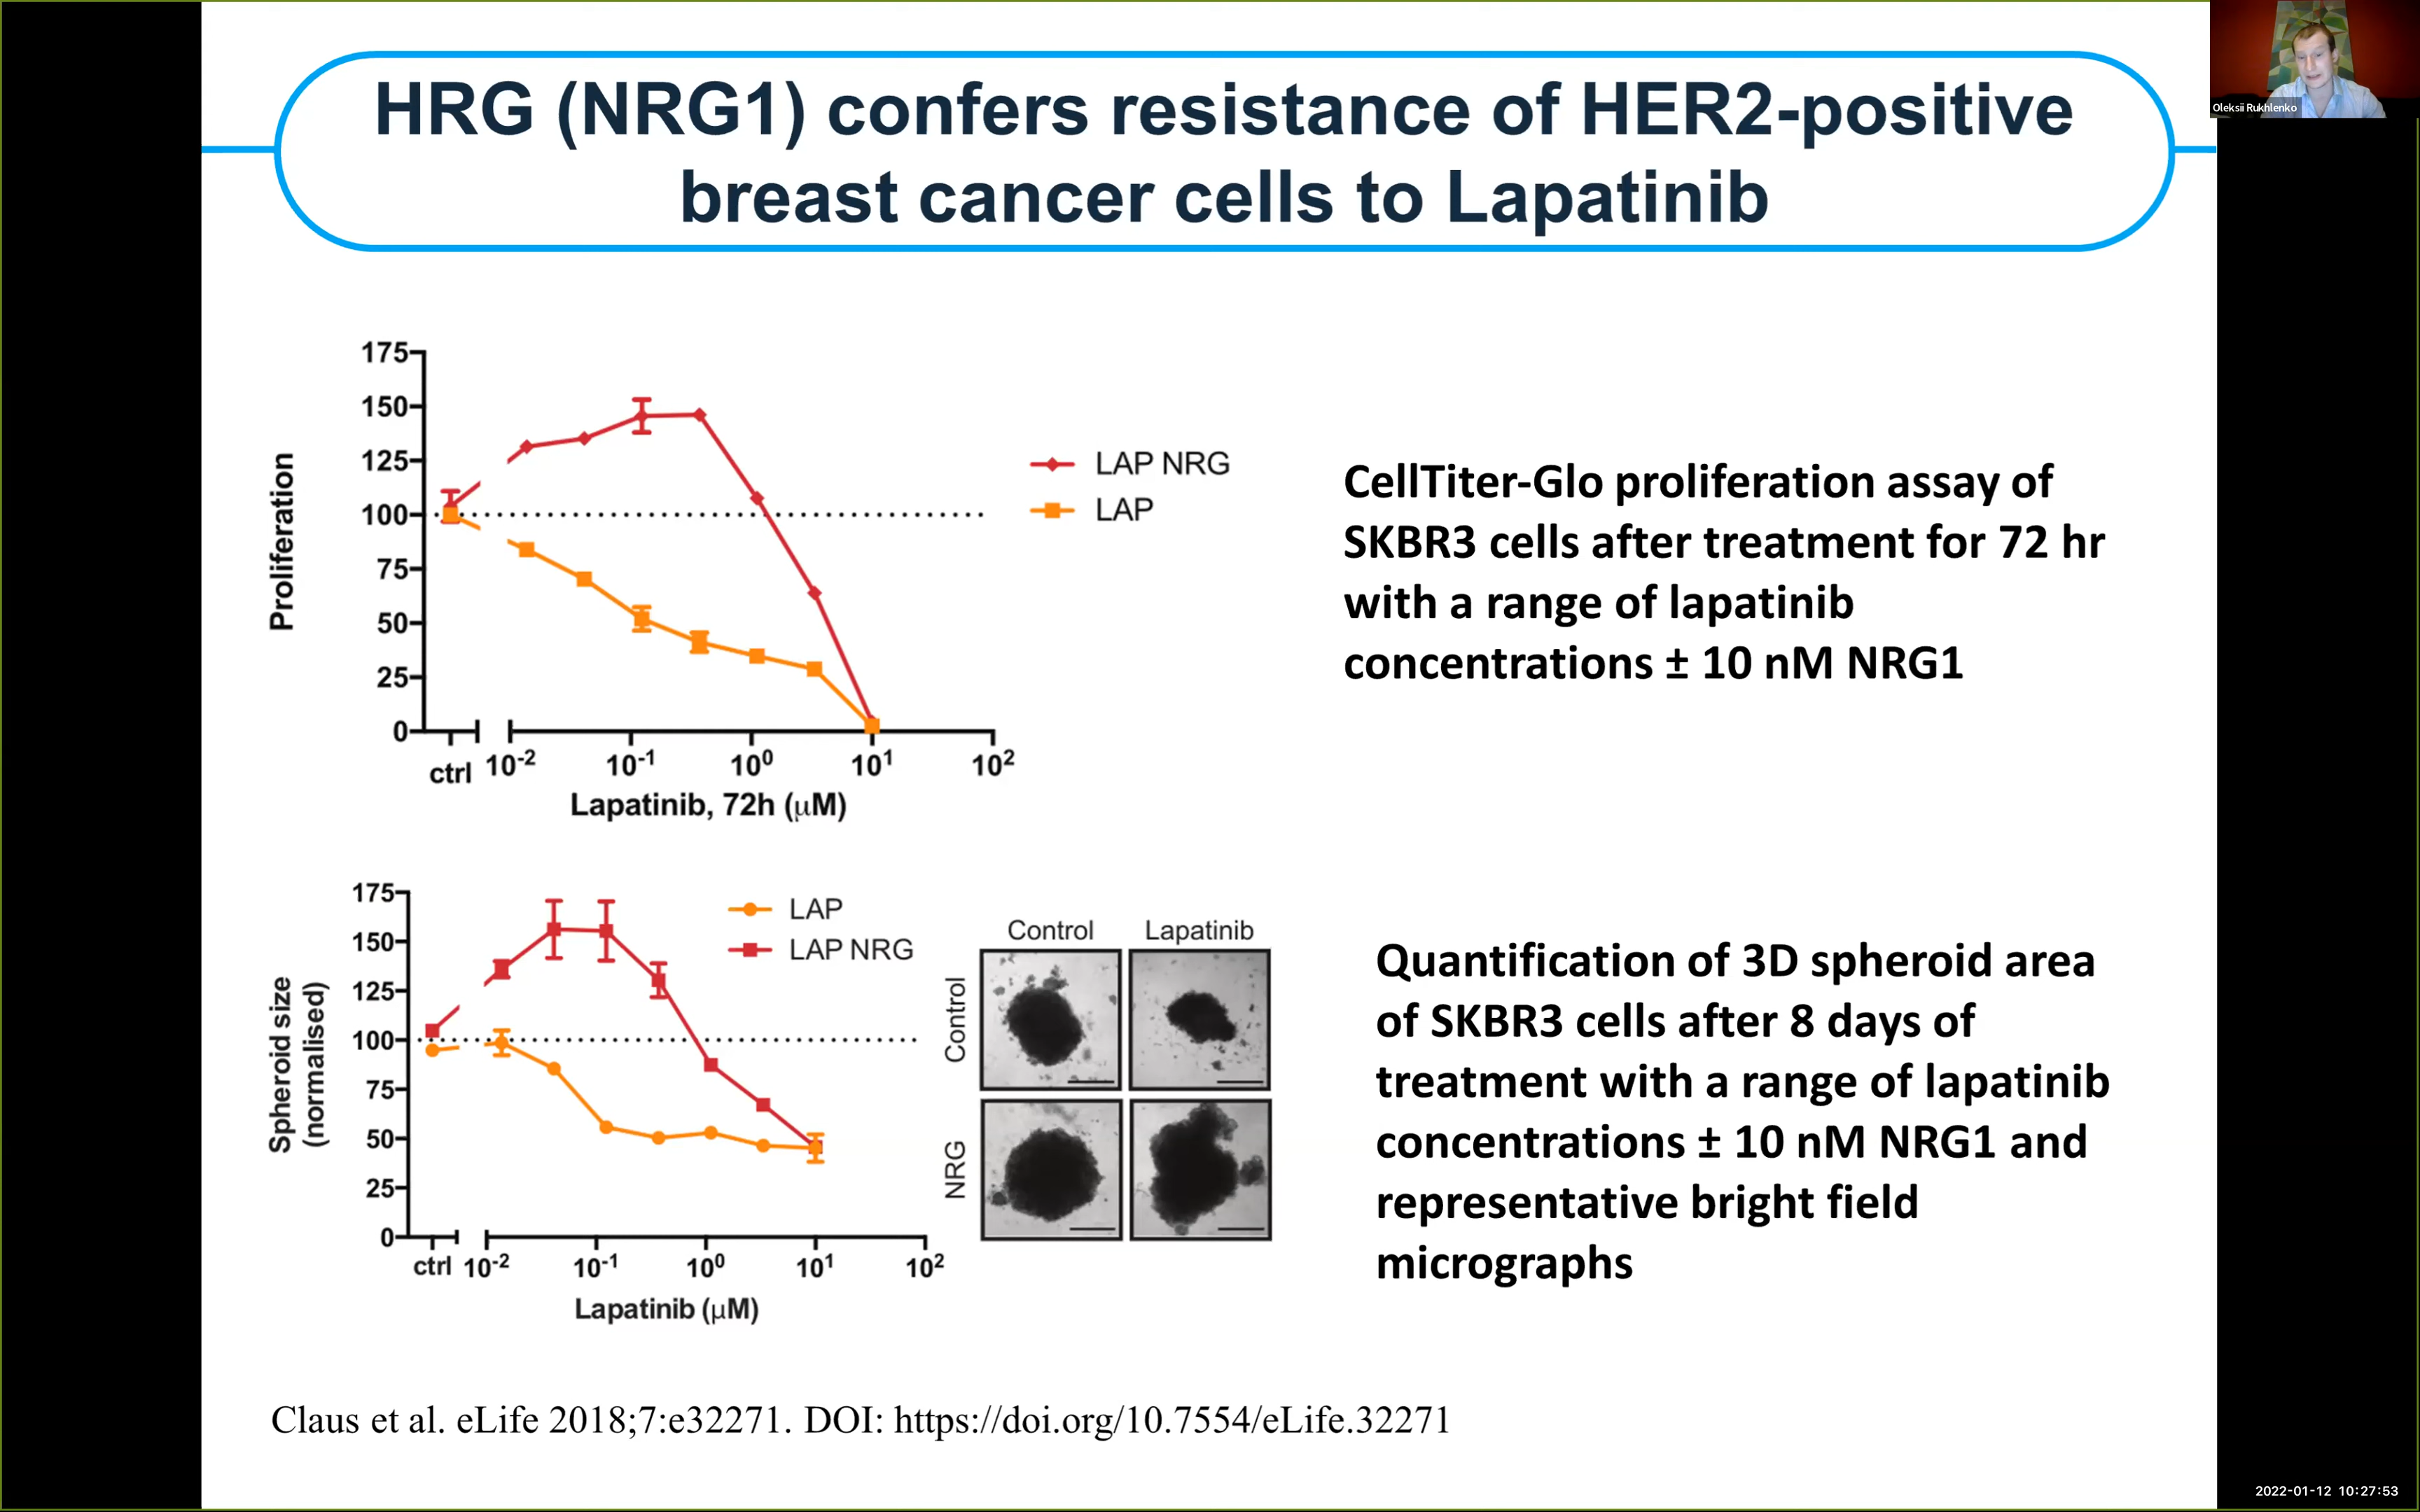 HRG (NRG1) confers resistance of HER2-positive
breast cancer cells to Lapatinib
Oleksii Rukhlenko
175
150
125
100
75
50
25
0
Proliferation
ctrl 10⁻² 10⁻¹ 10⁰ 10¹ 10²
Lapatinib, 72h (µM)
LAP NRG
LAP
CellTiter-Glo proliferation assay of
SKBR3 cells after treatment for 72 hr
with a range of lapatinib
concentrations ± 10 nM NRG1
175
150
125
100
75
50
25
0
Spheroid size
(normalised)
ctrl 10⁻² 10⁻¹ 10⁰ 10¹ 10²
Lapatinib (µM)
LAP
LAP NRG
Control Lapatinib
Control
NRG
Quantification of 3D spheroid area
of SKBR3 cells after 8 days of
treatment with a range of lapatinib
concentrations ± 10 nM NRG1 and
representative bright field
micrographs
Claus et al. eLife 2018;7:e32271. DOI: https://doi.org/10.7554/eLife.32271
2022-01-12 10:27:53